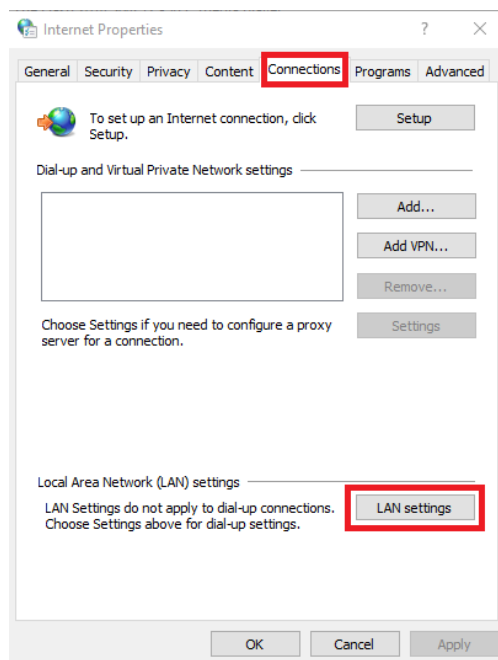 Internet Properties ?
General Security Privacy Content Connections Programs Advanced
To set up an Internet connection, click
Setup.
Setup
Dial-up and Virtual Private Network settings
Add...
Add VPN...
Remove...
Choose Settings if you need to configure a proxy
server for a connection.
Settings
Local Area Network (LAN) settings
LAN Settings do not apply to dial-up connections.
Choose Settings above for dial-up settings.
LAN settings
OK Cancel Apply